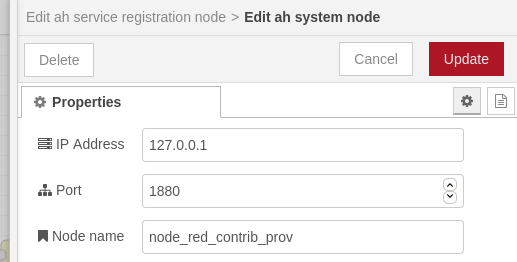 Edit ah service registration node > Edit ah system node
Delete
Cancel
Update
Properties
IP Address
127.0.0.1
Port
1880
Node name
node_red_contrib_prov